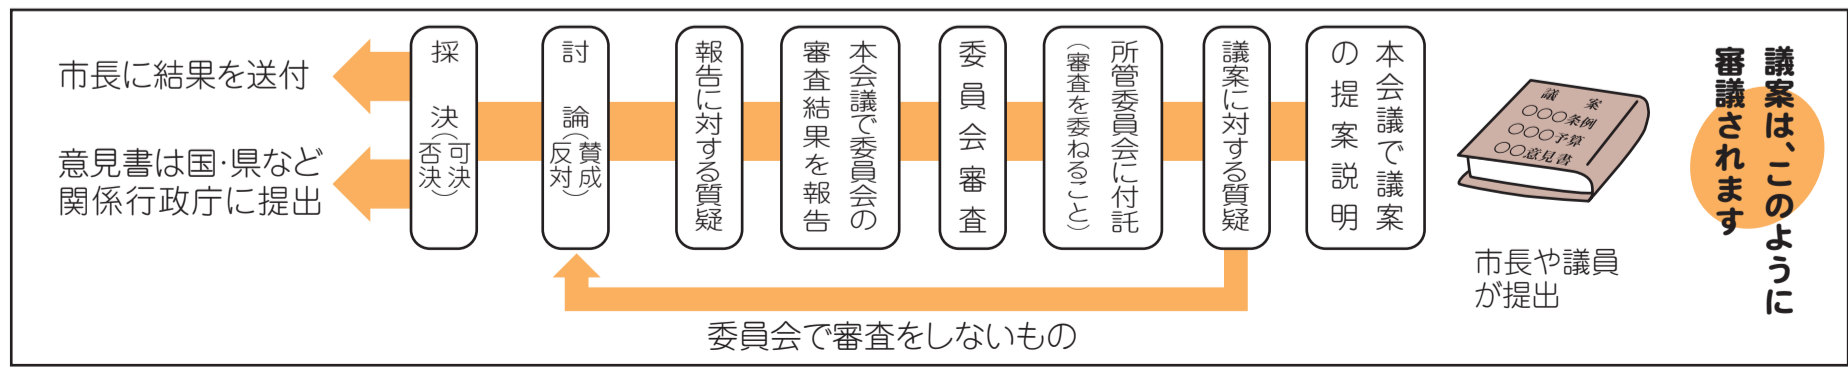 議案は、このように
審議されます
議案
○○○条例
○○○予算
○○意見書
市長や議員
が提出
本会議で議案
の提案説明
議案に対する質疑
所管委員会に付託
（審査を委ねること）
委員会審査
本会議で委員会の
審査結果を報告
報告に対する質疑
討論（賛成
反対）
採決（可決
否決）
市長に結果を送付
意見書は国・県など
関係行政庁に提出
委員会で審査をしないもの